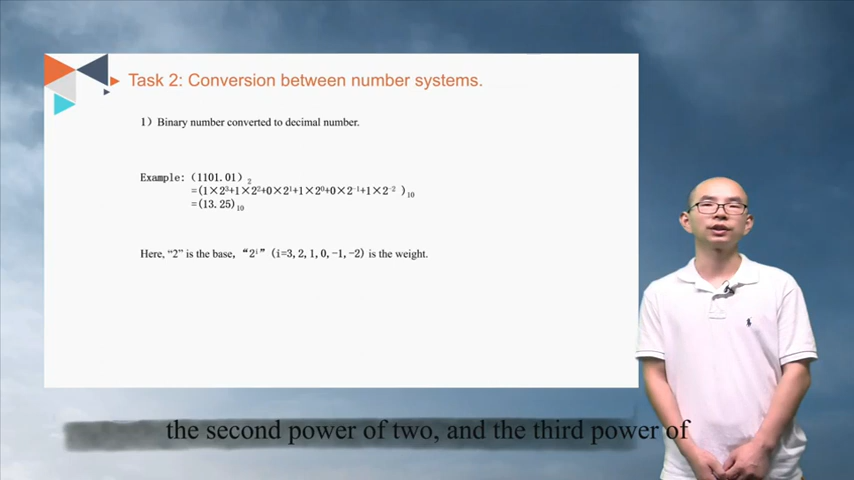 Task 2: Conversion between number systems.
1）Binary number converted to decimal number.
Example:（1101.01）₂
=(1×2³+1×2²+0×2¹+1×2⁰+0×2⁻¹+1×2⁻² )₁₀
=(13.25)₁₀
Here, “2” is the base, “2ⁱ” (i=3, 2, 1, 0, −1, −2) is the weight.
the second power of two, and the third power of